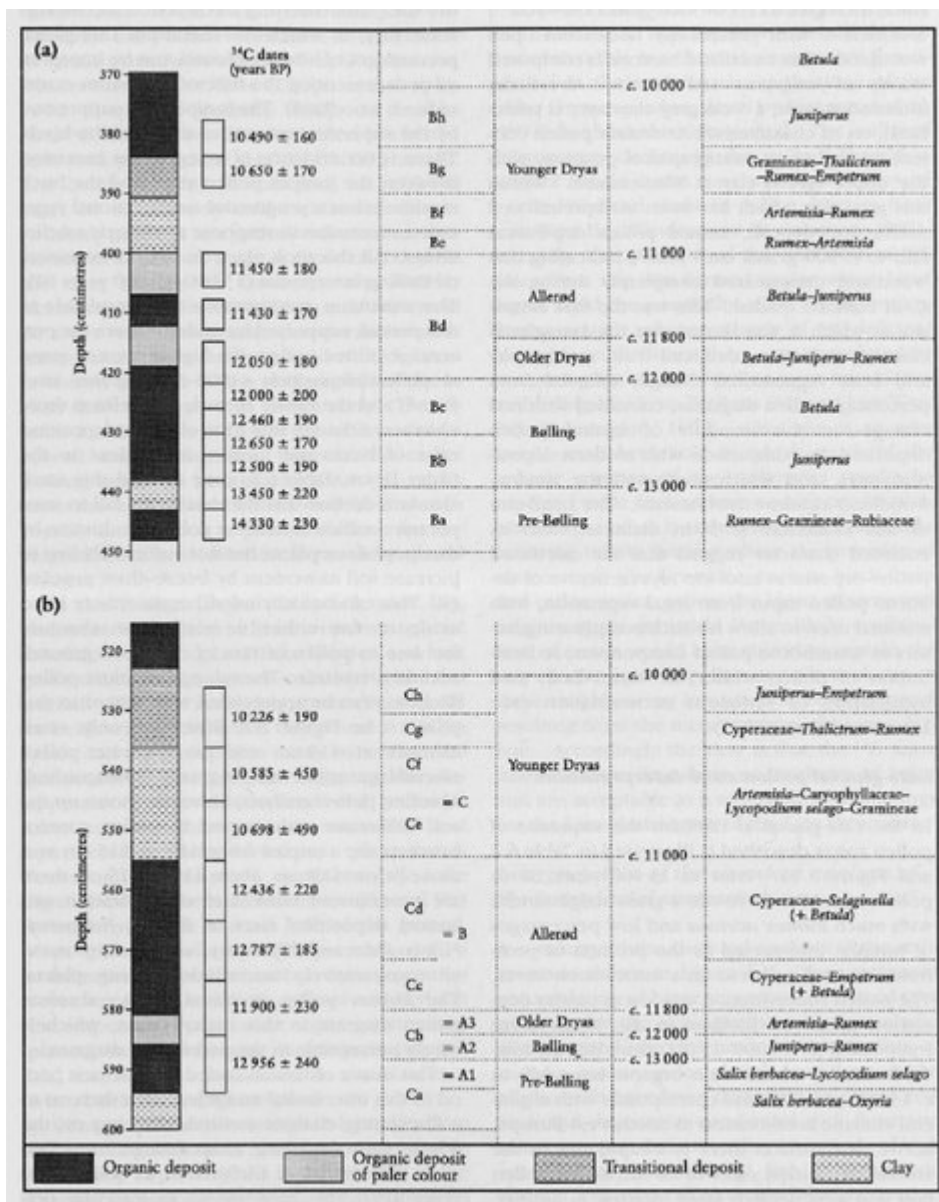 (a)
¹⁴C dates
(years BP)
Depth (centimetres)
370
Betula
c. 10 000
Juniperus
Bh
380
10 490 ± 160
Younger Dryas
Gramineae–Thalictrum
–Rumex–Empetrum
10 650 ± 170
Bg
390
Bf
Artemisia–Rumex
Be
Rumex–Artemisia
400
c. 11 000
11 450 ± 180
Allerød
Betula–Juniperus
410
11 430 ± 170
Bd
c. 11 800
12 050 ± 180
Older Dryas
Betula–Juniperus–Rumex
420
c. 12 000
12 000 ± 200
Bc
Betula
12 460 ± 190
430
Bølling
12 650 ± 170
Bb
Juniperus
12 500 ± 190
440
c. 13 000
13 450 ± 220
Ba
Pre-Bølling
Rumex–Gramineae–Rubiaceae
14 330 ± 230
450
(b)
Depth (centimetres)
520
c. 10 000
Ch
Juniperus–Empetrum
530
10 226 ± 190
Cg
Cyperaceae–Thalictrum–Rumex
Cf
Younger Dryas
540
10 585 ± 450
= C
Artemisia–Caryophyllaceae–
Lycopodium selago–Gramineae
550
10 698 ± 490
Ce
c. 11 000
560
12 436 ± 220
Cd
Cyperaceae–Selaginella
(+ Betula)
= B
Allerød
570
12 787 ± 185
Cc
Cyperaceae–Empetrum
(+ Betula)
580
11 900 ± 230
c. 11 800
= A3
Older Dryas
Artemisia–Rumex
Cb
c. 12 000
= A2
Bølling
Juniperus–Rumex
12 956 ± 240
c. 13 000
590
= A1
Pre-Bølling
Salix berbacea–Lycopodium selago
Ca
Salix berbacea–Oxyria
600
Organic deposit
Organic deposit
of paler colour
Transitional deposit
Clay